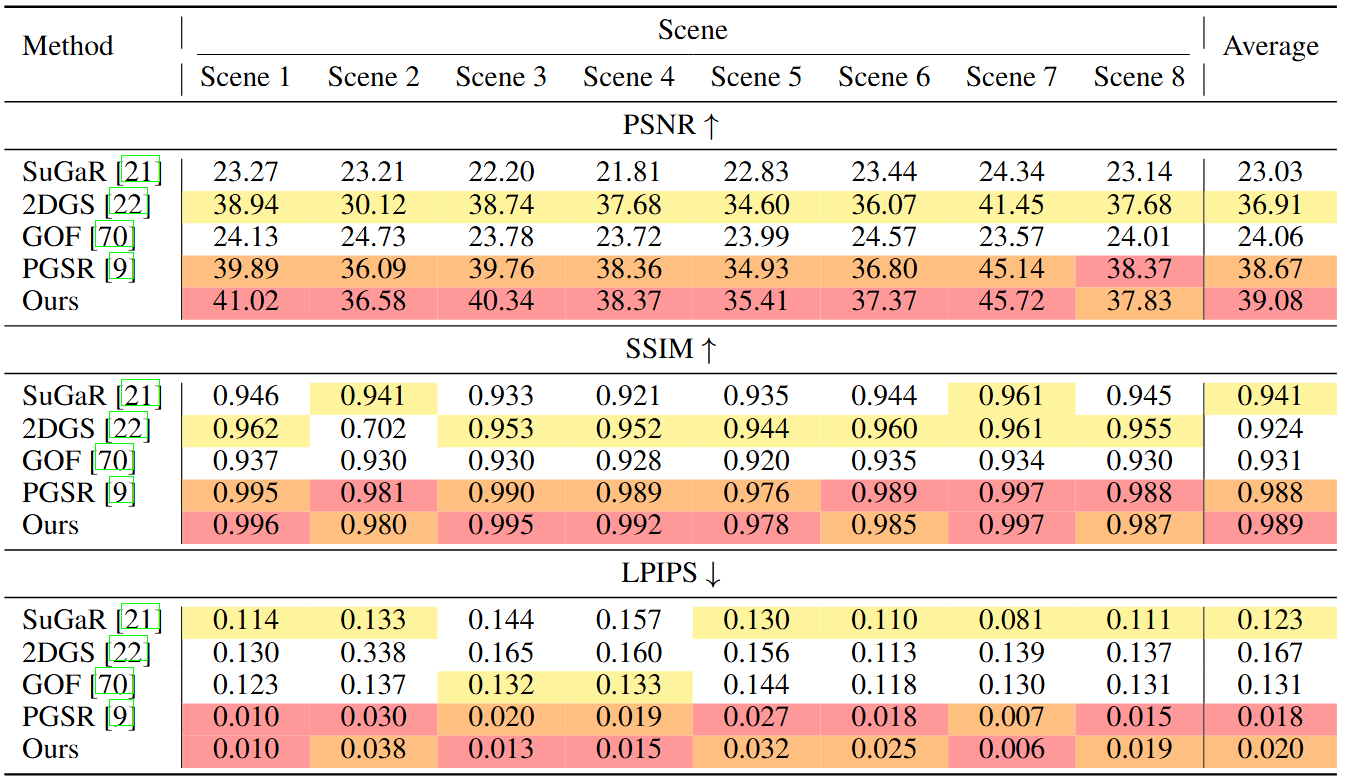 Method Scene Average
Scene 1 Scene 2 Scene 3 Scene 4 Scene 5 Scene 6 Scene 7 Scene 8
PSNR ↑
SuGaR [21] 23.27 23.21 22.20 21.81 22.83 23.44 24.34 23.14 23.03
2DGS [22] 38.94 30.12 38.74 37.68 34.60 36.07 41.45 37.68 36.91
GOF [70] 24.13 24.73 23.78 23.72 23.99 24.57 23.57 24.01 24.06
PGSR [9] 39.89 36.09 39.76 38.36 34.93 36.80 45.14 38.37 38.67
Ours 41.02 36.58 40.34 38.37 35.41 37.37 45.72 37.83 39.08
SSIM ↑
SuGaR [21] 0.946 0.941 0.933 0.921 0.935 0.944 0.961 0.945 0.941
2DGS [22] 0.962 0.702 0.953 0.952 0.944 0.960 0.961 0.955 0.924
GOF [70] 0.937 0.930 0.930 0.928 0.920 0.935 0.934 0.930 0.931
PGSR [9] 0.995 0.981 0.990 0.989 0.976 0.989 0.997 0.988 0.988
Ours 0.996 0.980 0.995 0.992 0.978 0.985 0.997 0.987 0.989
LPIPS ↓
SuGaR [21] 0.114 0.133 0.144 0.157 0.130 0.110 0.081 0.111 0.123
2DGS [22] 0.130 0.338 0.165 0.160 0.156 0.113 0.139 0.137 0.167
GOF [70] 0.123 0.137 0.132 0.133 0.144 0.118 0.130 0.131 0.131
PGSR [9] 0.010 0.030 0.020 0.019 0.027 0.018 0.007 0.015 0.018
Ours 0.010 0.038 0.013 0.015 0.032 0.025 0.006 0.019 0.020